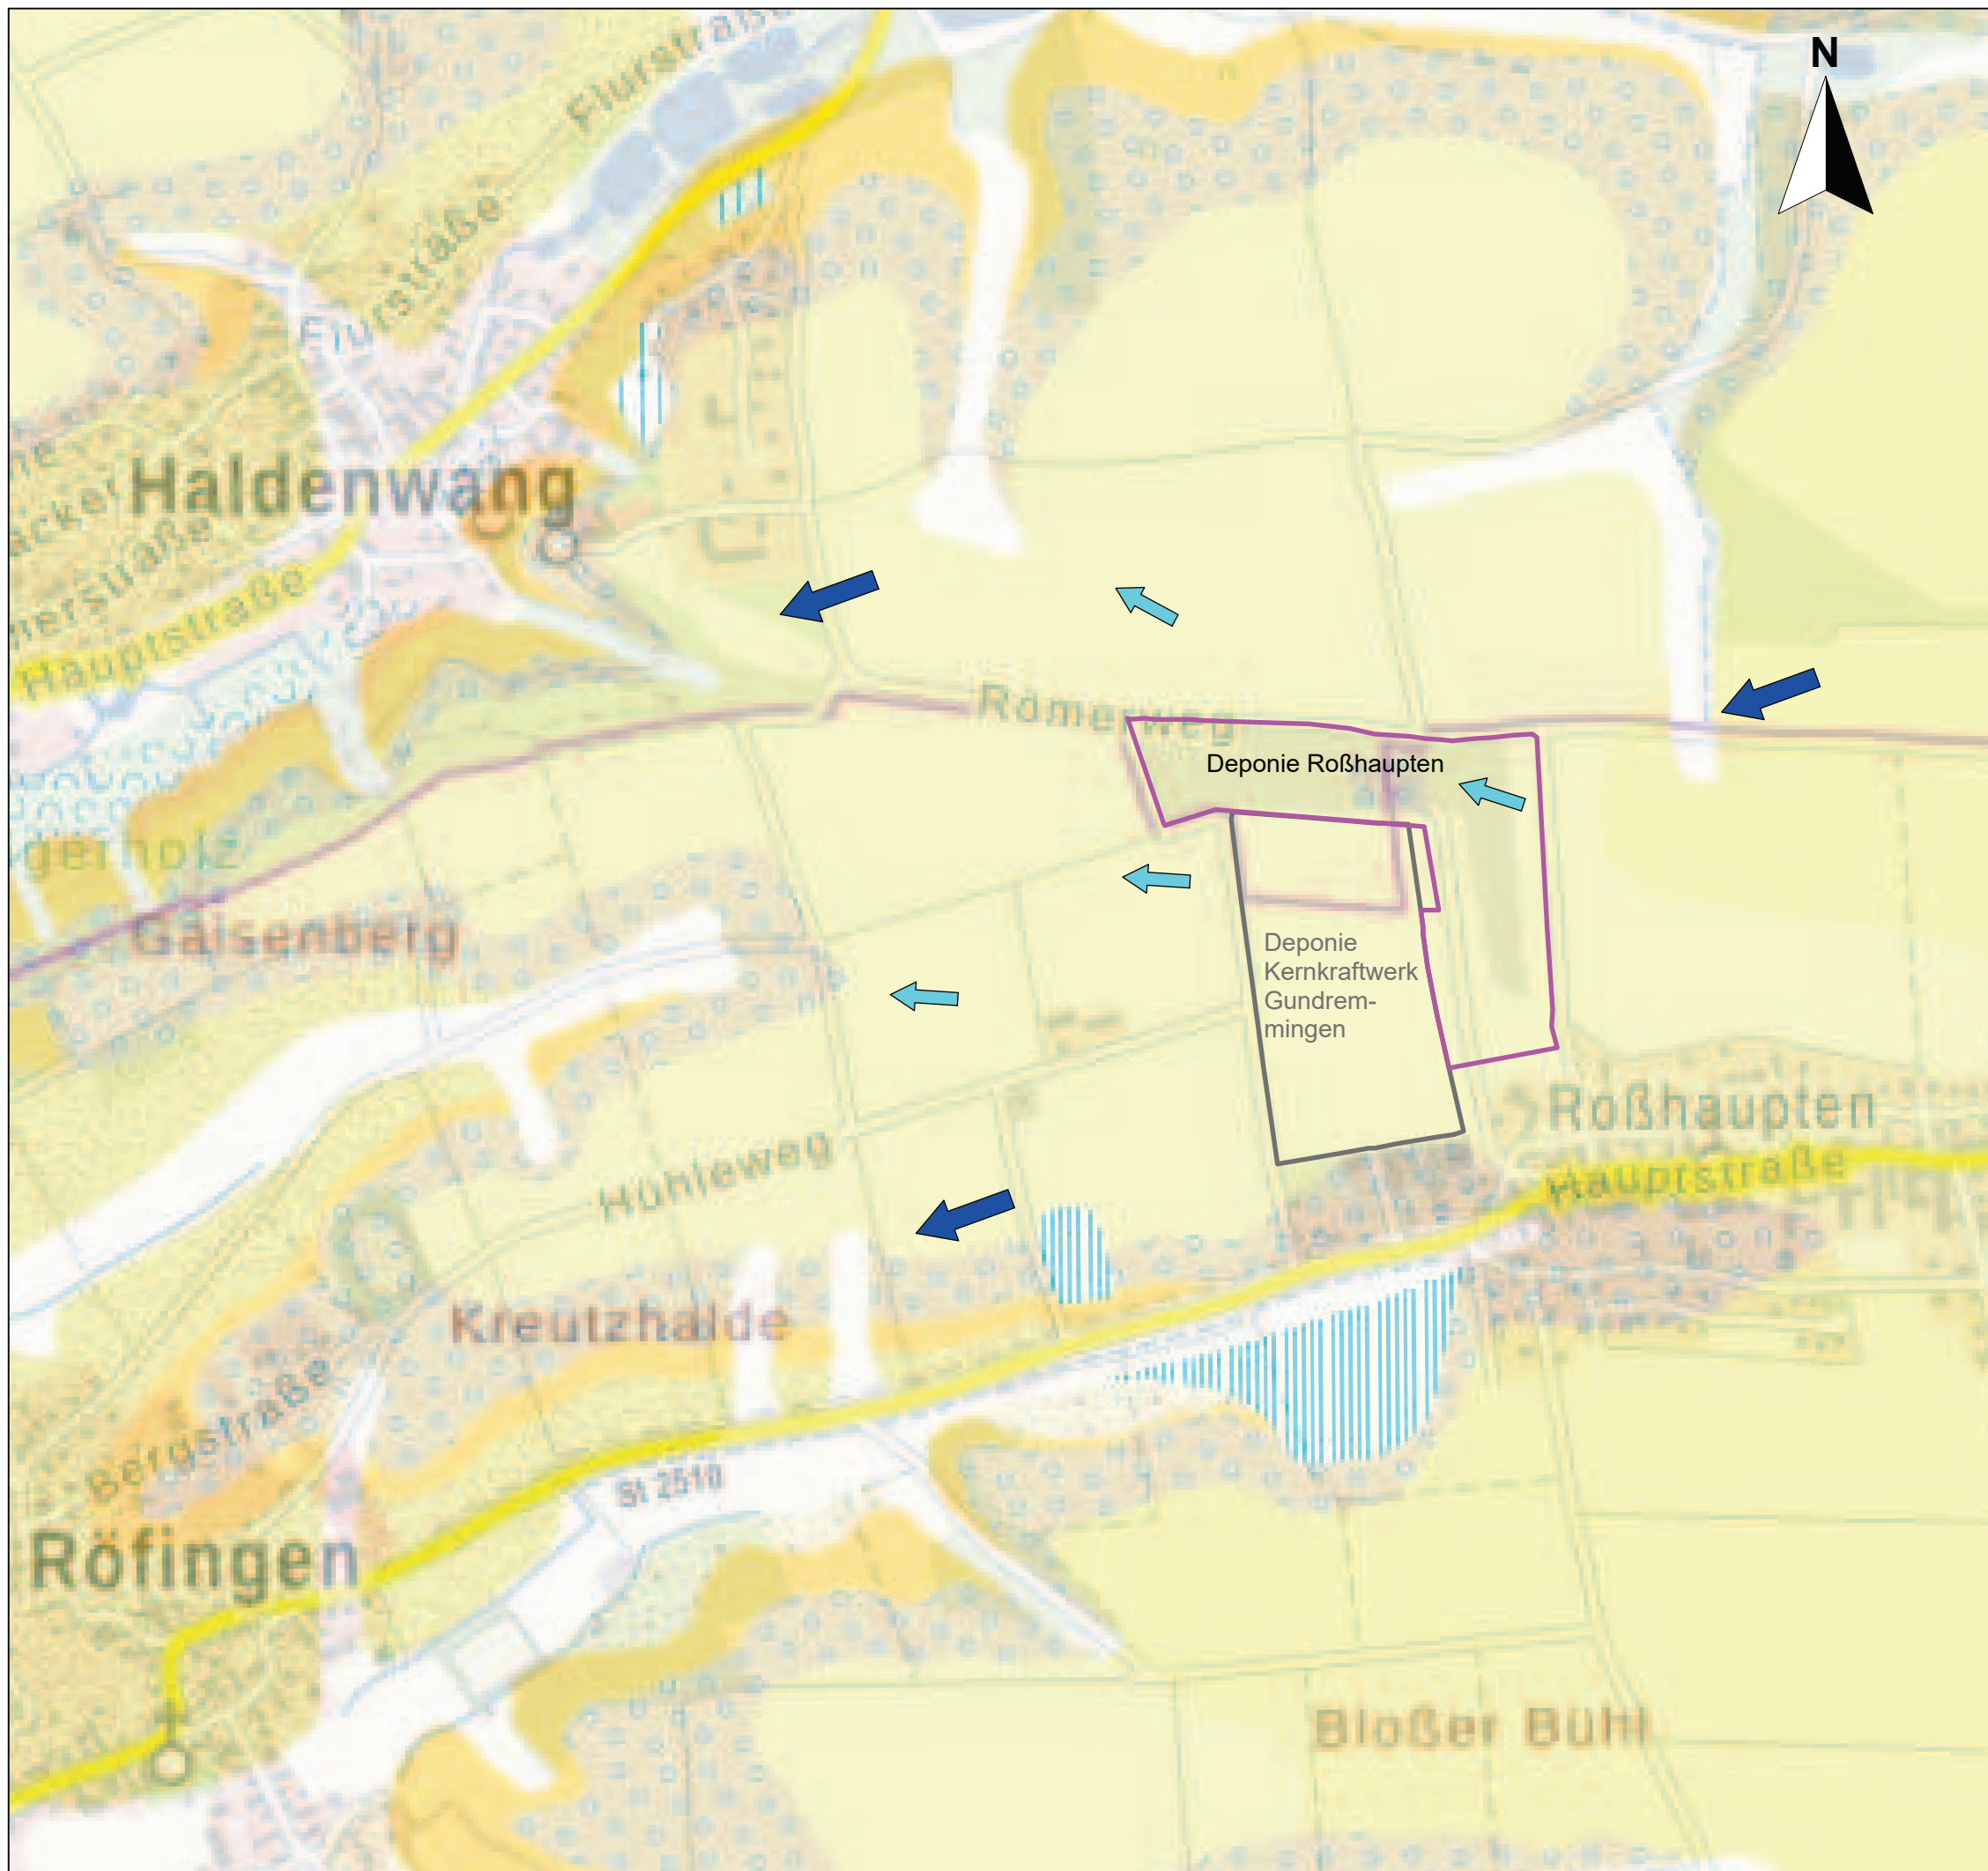 N
Flurstraße
Flurstraße
Haldenwang
Hauptstraße
Römerweg
Deponie Roßhaupten
Gaisenberg
Deponie
Kernkraftwerk
Gundrem-
mingen
Roßhaupten
Hauptstraße
Hühleweg
Kreutzhalde
Bergstraße
St 2510
Röfingen
Bloßer Bühl